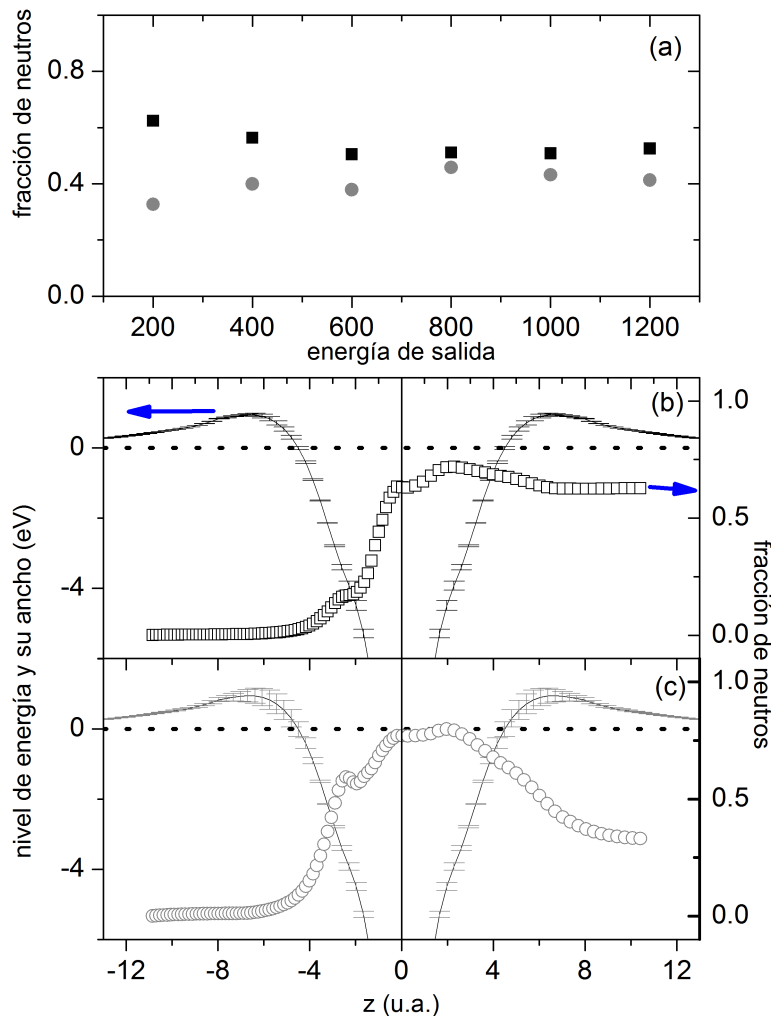 (a)
fracción de neutros
0.8
0.4
0.0
200 400 600 800 1000 1200
energía de salida
(b)
nivel de energía y su ancho (eV)
0
-4
1.0
0.5
0.0
fracción de neutros
(c)
0
-4
1.0
0.5
0.0
-12 -8 -4 0 4 8 12
z (u.a.)